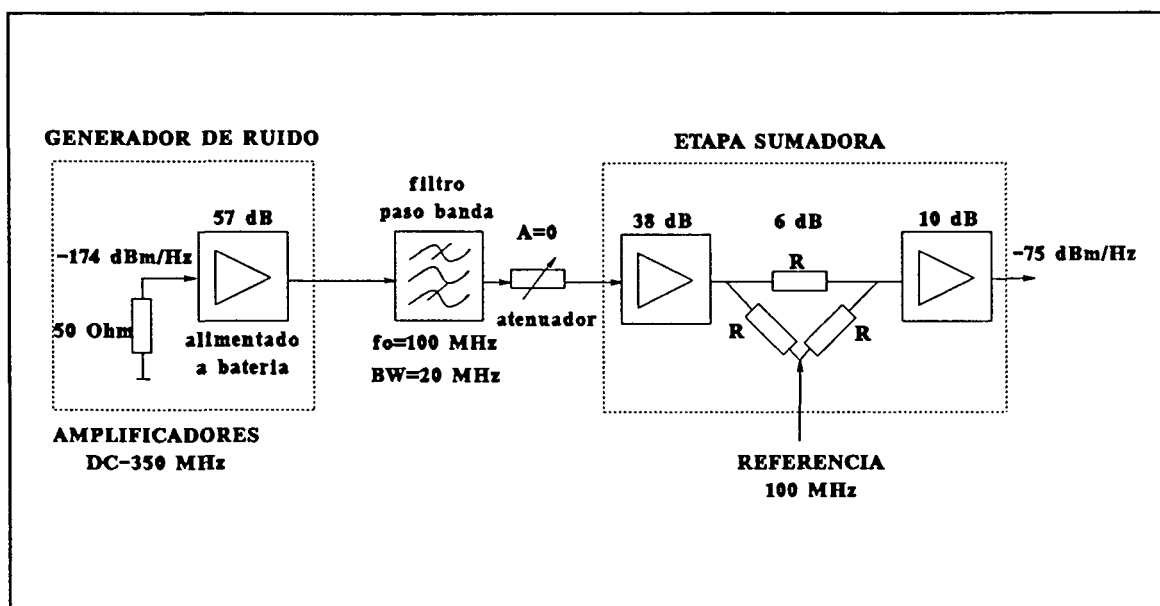 GENERADOR DE RUIDO
57 dB
-174 dBm/Hz
50 Ohm
alimentado
a bateria
AMPLIFICADORES
DC-350 MHz
filtro
paso banda
fo=100 MHz
BW=20 MHz
A=0
atenuador
ETAPA SUMADORA
38 dB
6 dB
R
R
R
10 dB
-75 dBm/Hz
REFERENCIA
100 MHz